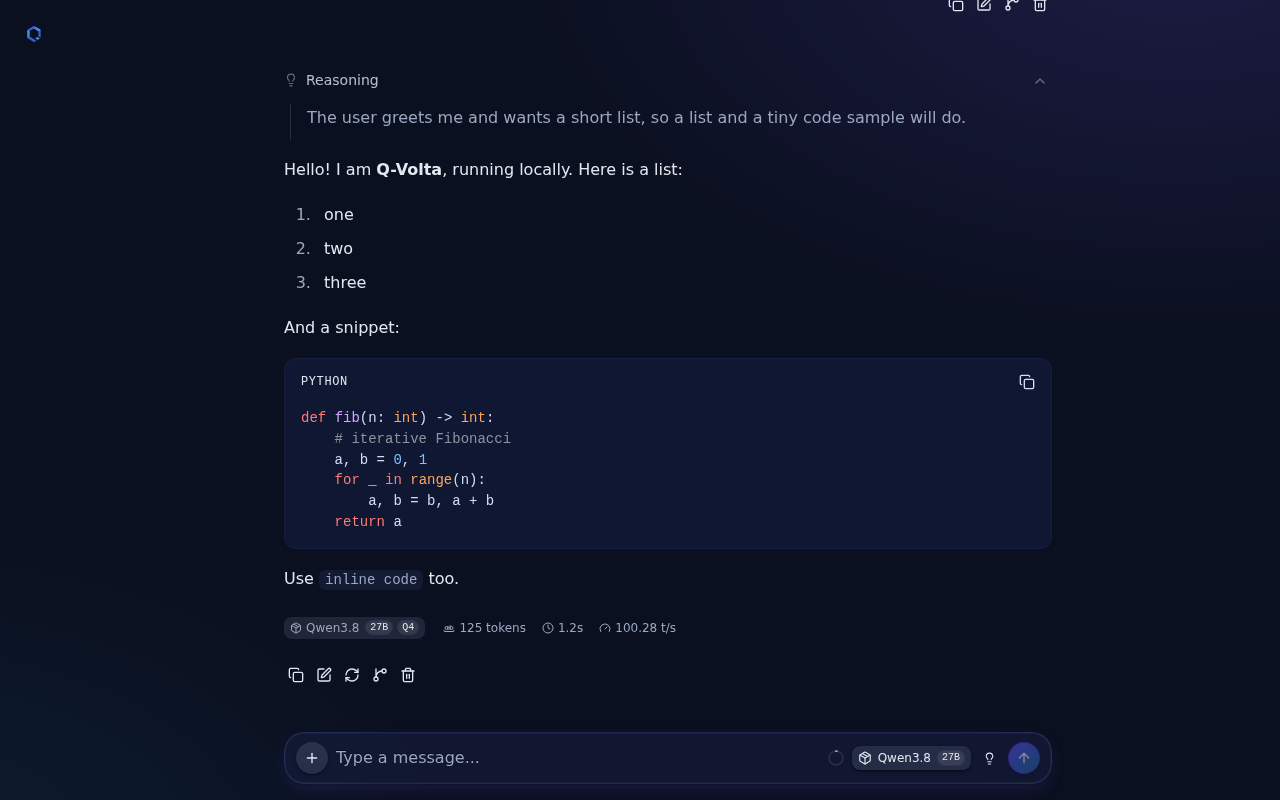 Reasoning
The user greets me and wants a short list, so a list and a tiny code sample will do.
Hello! I am Q-Volta, running locally. Here is a list:
1. one
2. two
3. three
And a snippet:
PYTHON
def fib(n: int) -> int:
    # iterative Fibonacci
    a, b = 0, 1
    for _ in range(n):
        a, b = b, a + b
    return a
Use inline code too.
Qwen3.8 27B Q4 125 tokens 1.2s 100.28 t/s
Type a message... Qwen3.8 27B